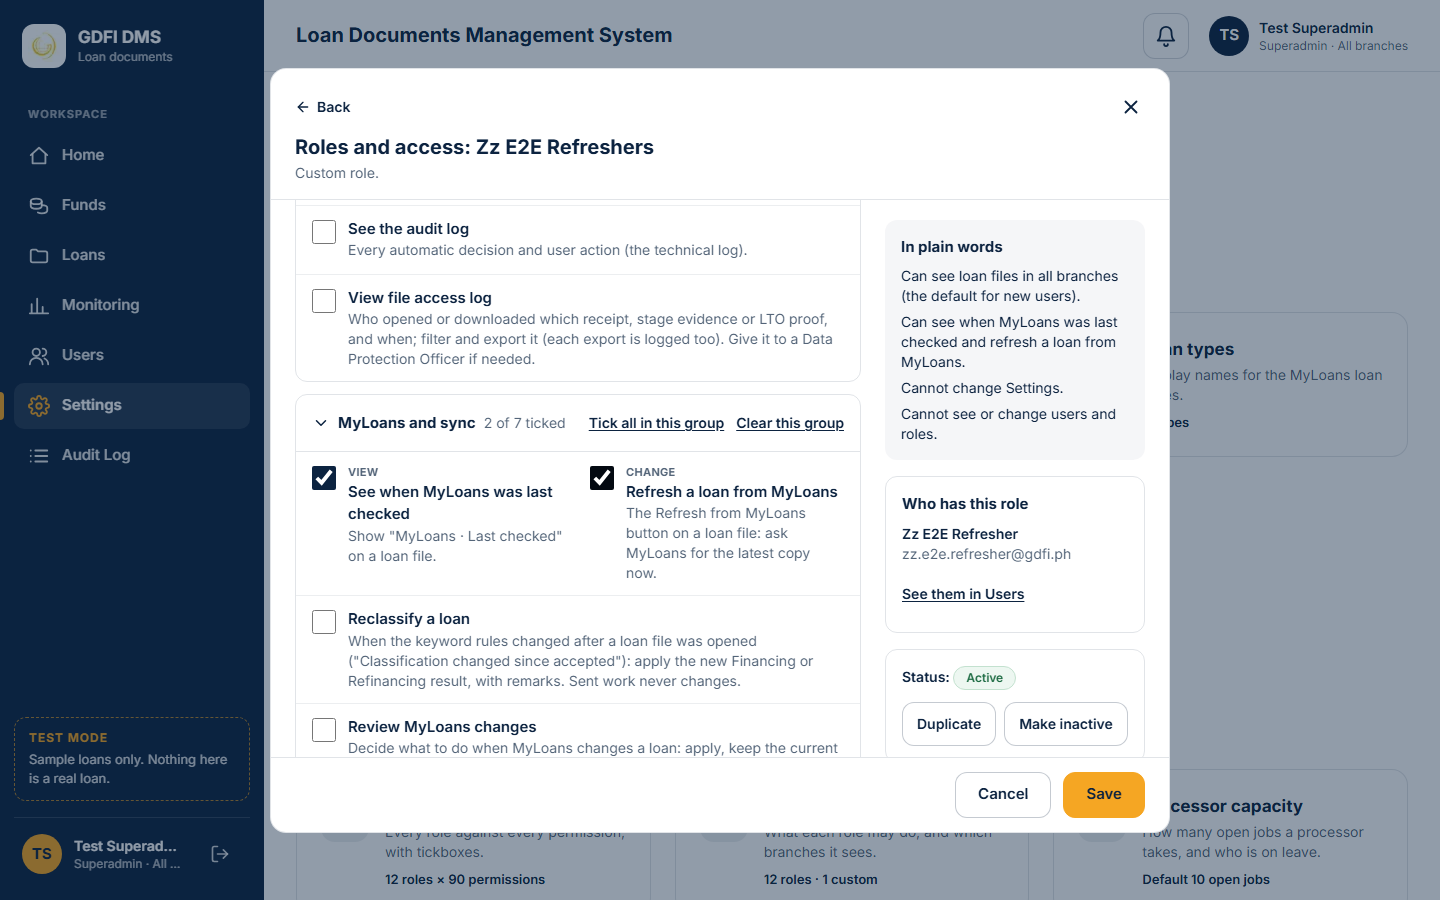 GDFI DMS
Loan documents
WORKSPACE
Home
Funds
Loans
Monitoring
Users
Settings
Audit Log
TEST MODE
Sample loans only. Nothing here
is a real loan.
TS
Test Superad...
Superadmin · All ...
Loan Documents Management System
TS
Test Superadmin
Superadmin · All branches
Back
Roles and access: Zz E2E Refreshers
Custom role.
See the audit log
Every automatic decision and user action (the technical log).
View file access log
Who opened or downloaded which receipt, stage evidence or LTO proof,
and when; filter and export it (each export is logged too). Give it to a Data
Protection Officer if needed.
MyLoans and sync 2 of 7 ticked Tick all in this group Clear this group
VIEW
See when MyLoans was last
checked
Show "MyLoans · Last checked"
on a loan file.
CHANGE
Refresh a loan from MyLoans
The Refresh from MyLoans
button on a loan file: ask
MyLoans for the latest copy
now.
Reclassify a loan
When the keyword rules changed after a loan file was opened
("Classification changed since accepted"): apply the new Financing or
Refinancing result, with remarks. Sent work never changes.
Review MyLoans changes
Decide what to do when MyLoans changes a loan: apply, keep the current
In plain words
Can see loan files in all branches
(the default for new users).
Can see when MyLoans was last
checked and refresh a loan from
MyLoans.
Cannot change Settings.
Cannot see or change users and
roles.
Who has this role
Zz E2E Refresher
zz.e2e.refresher@gdfi.ph
See them in Users
Status: Active
Duplicate
Make inactive
Cancel
Save
an types
lay names for the MyLoans loan
es.
pes
Every role against every permission,
with tickboxes.
12 roles × 90 permissions
What each role may do, and which
branches it sees.
12 roles · 1 custom
cessor capacity
How many open jobs a processor
takes, and who is on leave.
Default 10 open jobs